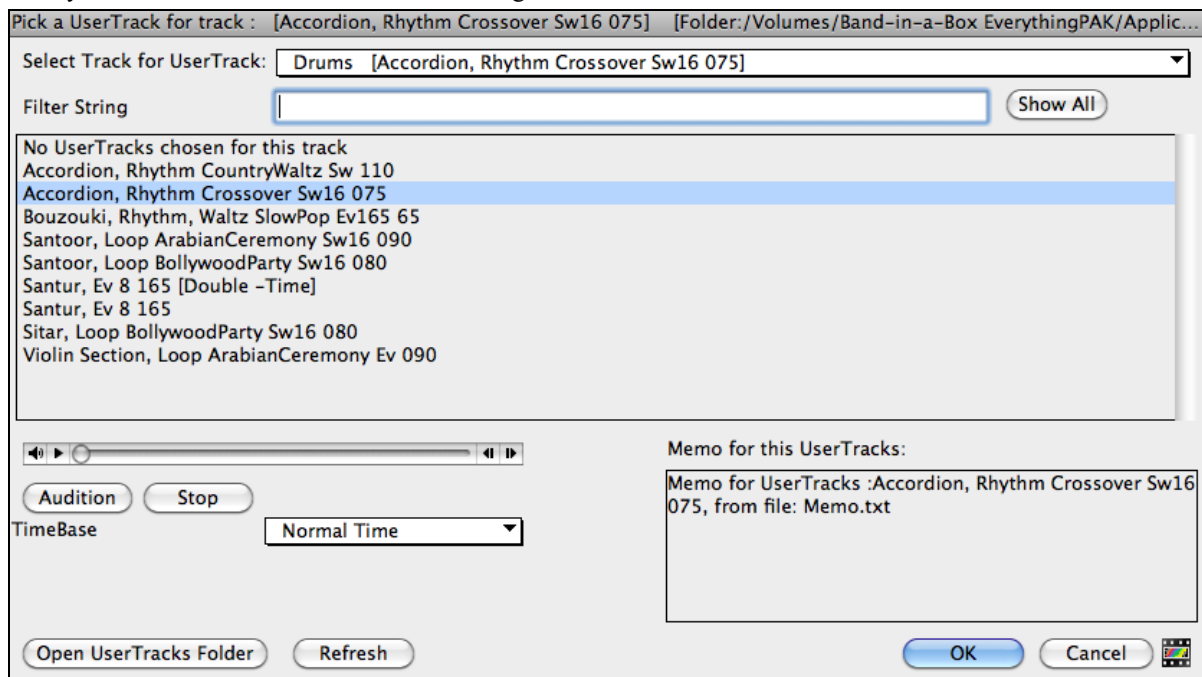 Pick a UserTrack for track : [Accordion, Rhythm Crossover Sw16 075] [Folder:/Volumes/Band-in-a-Box EverythingPAK/Applic...
Select Track for UserTrack: Drums [Accordion, Rhythm Crossover Sw16 075]
Filter String Show All
No UserTracks chosen for this track
Accordion, Rhythm CountryWaltz Sw 110
Accordion, Rhythm Crossover Sw16 075
Bouzouki, Rhythm, Waltz SlowPop Ev165 65
Santoor, Loop ArabianCeremony Sw16 090
Santoor, Loop BollywoodParty Sw16 080
Santur, Ev 8 165 [Double -Time]
Santur, Ev 8 165
Sitar, Loop BollywoodParty Sw16 080
Violin Section, Loop ArabianCeremony Ev 090
Memo for this UserTracks:
Memo for UserTracks :Accordion, Rhythm Crossover Sw16
075, from file: Memo.txt
Audition Stop
TimeBase Normal Time
Open UserTracks Folder Refresh OK Cancel